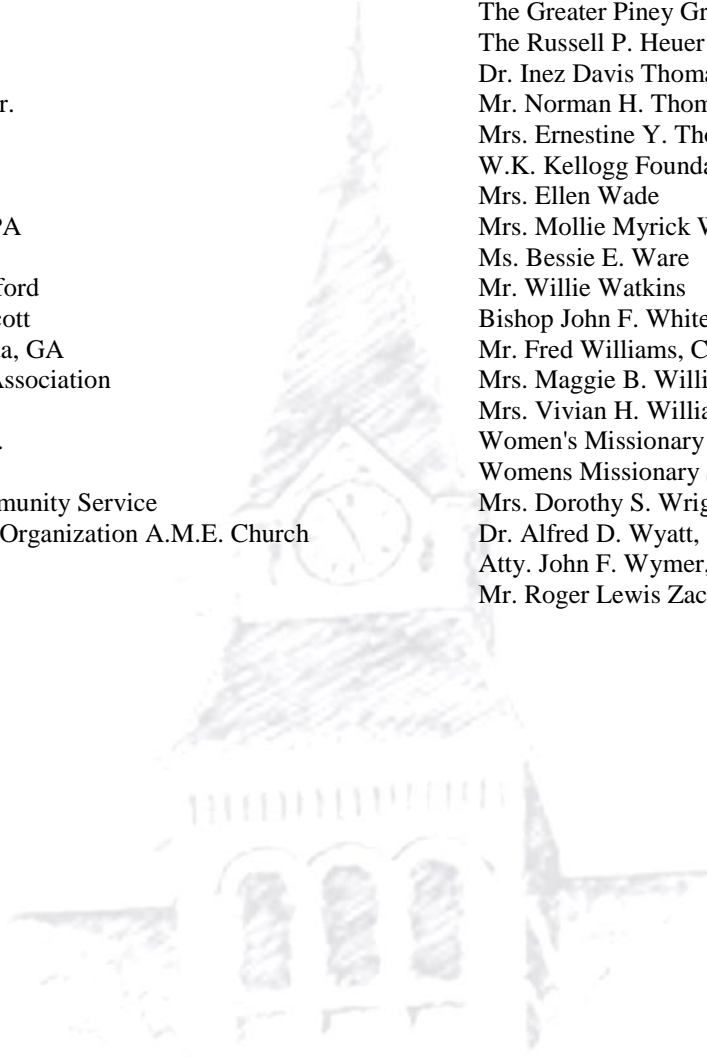 r.
PA
ford
cott
a, GA
Association
.
munity Service
Organization A.M.E. Church
The Greater Piney Gr
The Russell P. Heuer
Dr. Inez Davis Thoma
Mr. Norman H. Thom
Mrs. Ernestine Y. Tho
W.K. Kellogg Founda
Mrs. Ellen Wade
Mrs. Mollie Myrick W
Ms. Bessie E. Ware
Mr. Willie Watkins
Bishop John F. White
Mr. Fred Williams, C
Mrs. Maggie B. Willi
Mrs. Vivian H. Willia
Women's Missionary
Womens Missionary
Mrs. Dorothy S. Wrig
Dr. Alfred D. Wyatt,
Atty. John F. Wymer,
Mr. Roger Lewis Zac